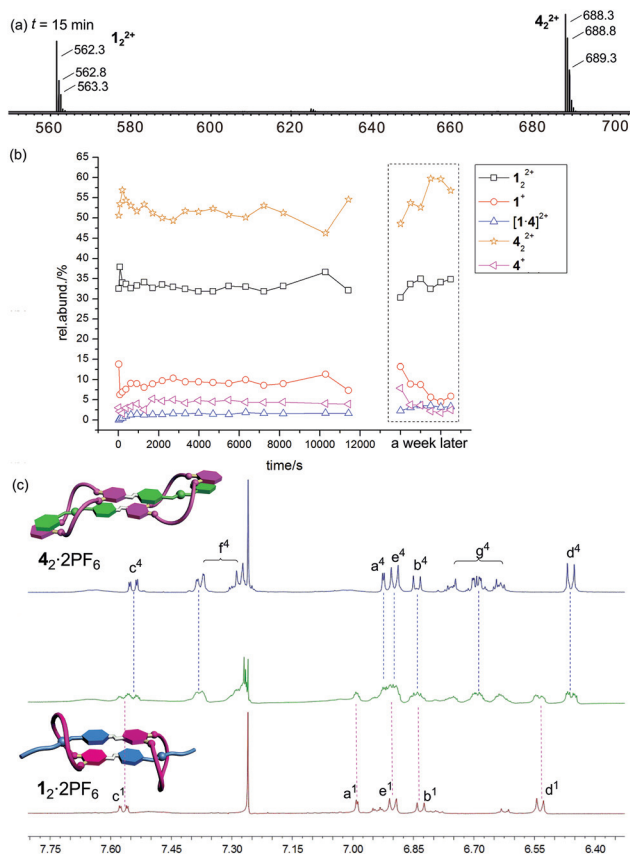 (a) t = 15 min
1₂²⁺
562.3
562.8
563.3
4₂²⁺
688.3
688.8
689.3
560 580 600 620 640 660 680 700
(b)
rel.abund./%
65
60
55
50
45
40
35
30
25
20
15
10
5
0
0 2000 4000 6000 8000 10000 12000 a week later
time/s
1₂²⁺
1⁺
[1·4]²⁺
4₂²⁺
4⁺
(c)
4₂·2PF₆
c⁴ f⁴ a⁴ e⁴ b⁴ g⁴ d⁴
1₂·2PF₆
c¹ a¹ e¹ b¹ d¹
7.75 7.60 7.45 7.30 7.15 7.00 6.85 6.70 6.55 6.40